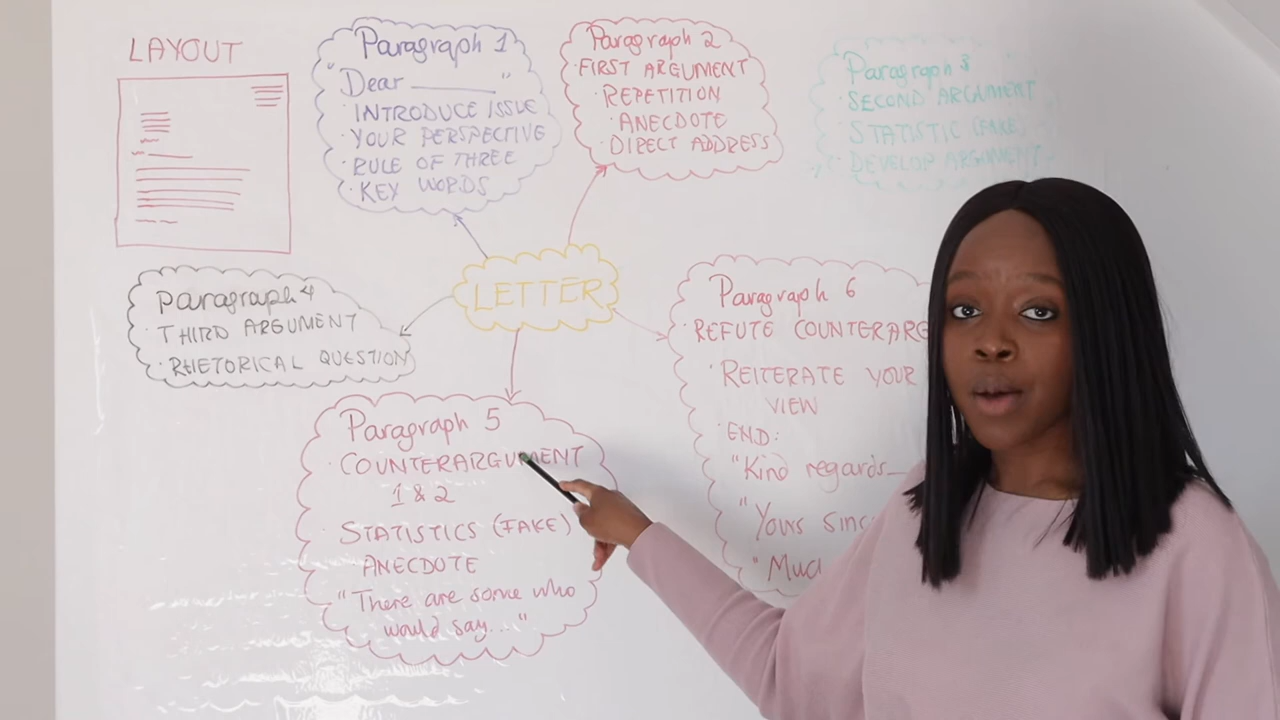 LAYOUT
Paragraph 1
"Dear ________"
· INTRODUCE ISSUE
· YOUR PERSPECTIVE
· RULE OF THREE
· KEY WORDS
Paragraph 2
· FIRST ARGUMENT
· REPETITION
· ANECDOTE
· DIRECT ADDRESS
Paragraph 3
· SECOND ARGUMENT
STATISTIC (FAKE)
· DEVELOP ARGUMENT
LETTER
Paragraph 4
· THIRD ARGUMENT
· RHETORICAL QUESTION
Paragraph 5
· COUNTERARGUMENT
1 & 2
· STATISTICS (FAKE)
ANECDOTE
"There are some who
would say..."
Paragraph 6
· REFUTE COUNTERARG
· REITERATE YOUR
VIEW
· END:
"Kind regards
"Yours sinc
"Muc